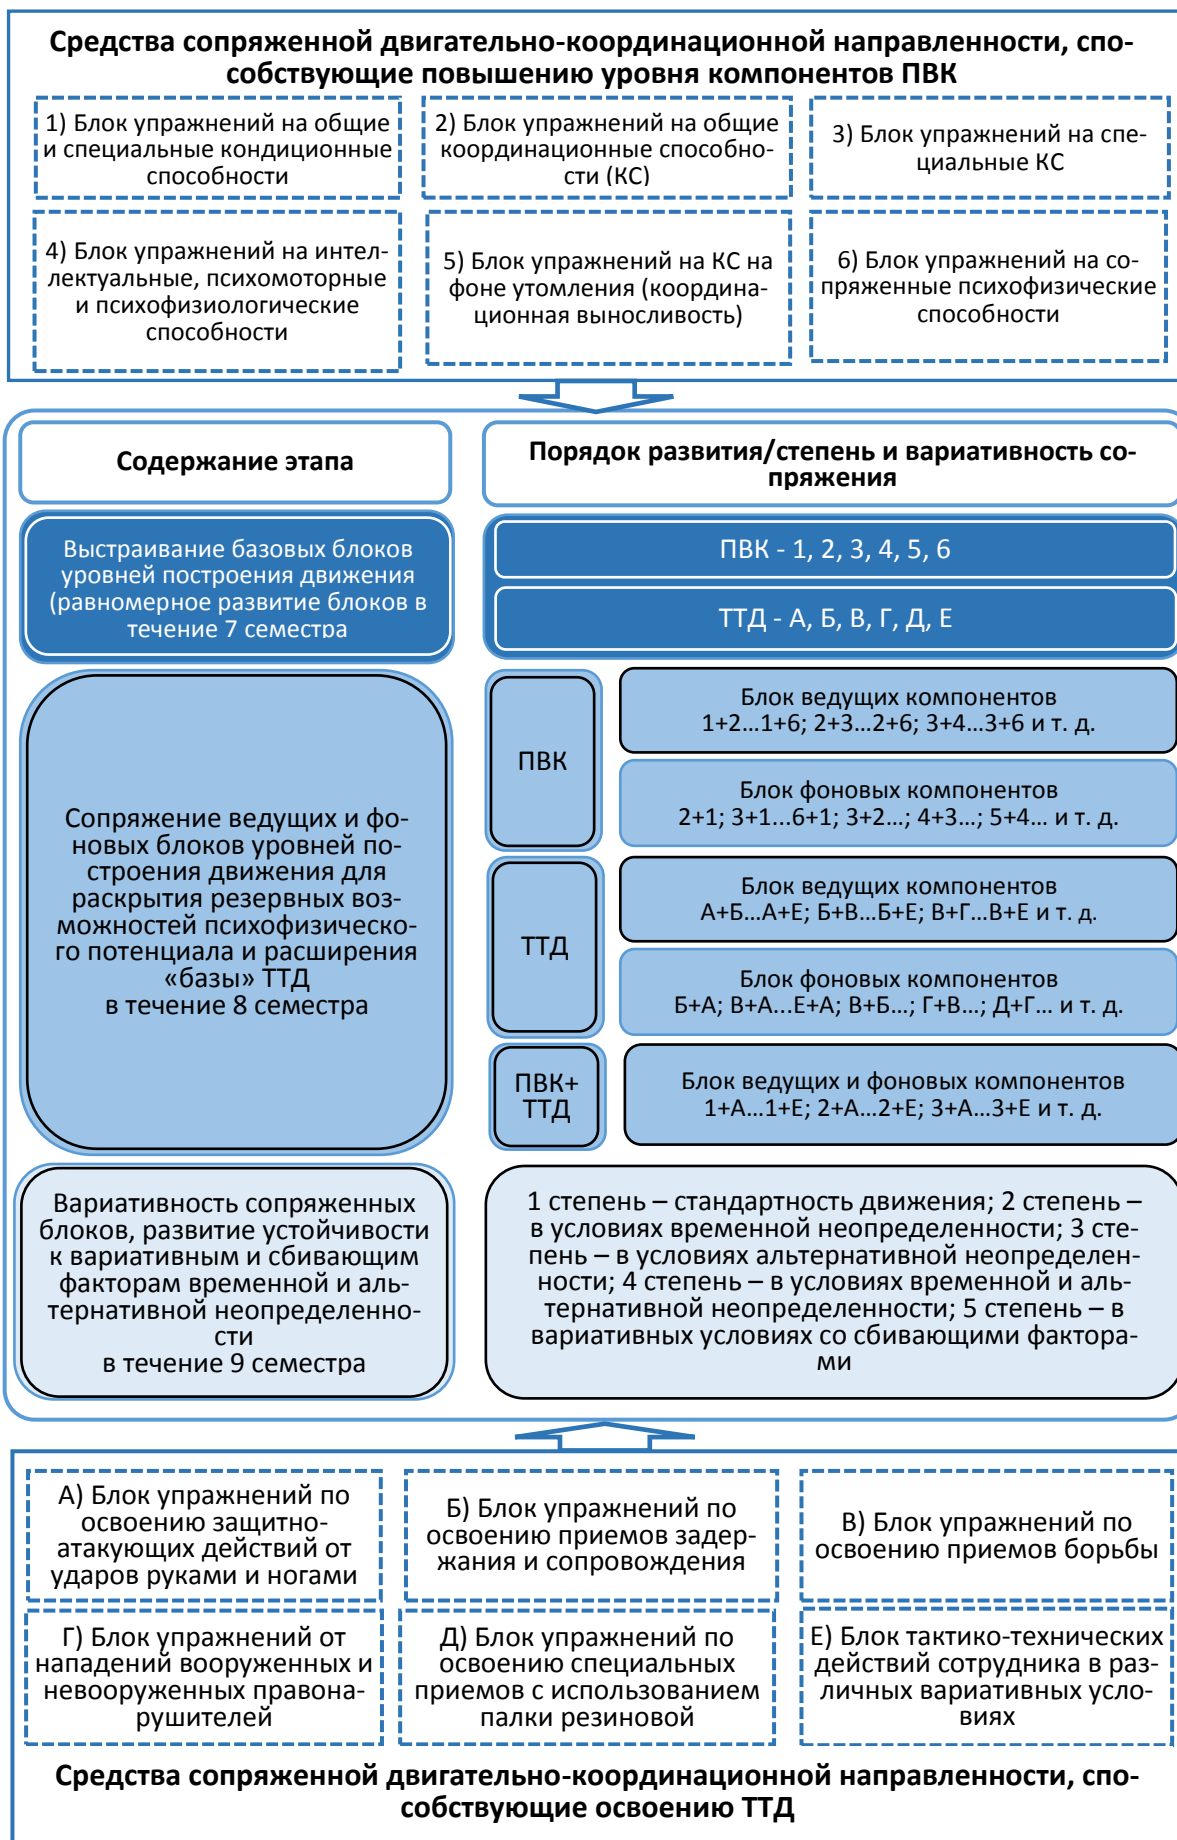 Средства сопряженной двигательно-координационной направленности, спо-
собствующие повышению уровня компонентов ПВК
1) Блок упражнений на общие
и специальные кондиционные
способности
2) Блок упражнений на общие
координационные способно-
сти (КС)
3) Блок упражнений на спе-
циальные КС
4) Блок упражнений на интел-
лектуальные, психомоторные
и психофизиологические
способности
5) Блок упражнений на КС на
фоне утомления (координа-
ционная выносливость)
6) Блок упражнений на со-
пряженные психофизические
способности
Содержание этапа
Порядок развития/степень и вариативность со-
пряжения
Выстраивание базовых блоков
уровней построения движения
(равномерное развитие блоков в
течение 7 семестра
ПВК - 1, 2, 3, 4, 5, 6
ТТД - А, Б, В, Г, Д, Е
Сопряжение ведущих и фо-
новых блоков уровней по-
строения движения для
раскрытия резервных воз-
можностей психофизическо-
го потенциала и расширения
«базы» ТТД
в течение 8 семестра
ПВК
Блок ведущих компонентов
1+2...1+6; 2+3...2+6; 3+4...3+6 и т. д.
Блок фоновых компонентов
2+1; 3+1...6+1; 3+2...; 4+3...; 5+4... и т. д.
ТТД
Блок ведущих компонентов
А+Б...А+Е; Б+В...Б+Е; В+Г...В+Е и т. д.
Блок фоновых компонентов
Б+А; В+А...Е+А; В+Б...; Г+В...; Д+Г... и т. д.
ПВК+
ТТД
Блок ведущих и фоновых компонентов
1+А...1+Е; 2+А...2+Е; 3+А...3+Е и т. д.
Вариативность сопряженных
блоков, развитие устойчивости
к вариативным и сбивающим
факторам временной и аль-
тернативной неопределенно-
сти
в течение 9 семестра
1 степень – стандартность движения; 2 степень –
в условиях временной неопределенности; 3 сте-
пень – в условиях альтернативной неопределен-
ности; 4 степень – в условиях временной и аль-
тернативной неопределенности; 5 степень – в
вариативных условиях со сбивающими фактора-
ми
А) Блок упражнений по
освоению защитно-
атакующих действий от
ударов руками и ногами
Б) Блок упражнений по
освоению приемов задер-
жания и сопровождения
В) Блок упражнений по
освоению приемов борьбы
Г) Блок упражнений от
нападений вооруженных и
невооруженных правона-
рушителей
Д) Блок упражнений по
освоению специальных
приемов с использованием
палки резиновой
Е) Блок тактико-технических
действий сотрудника в раз-
личных вариативных усло-
виях
Средства сопряженной двигательно-координационной направленности, спо-
собствующие освоению ТТД